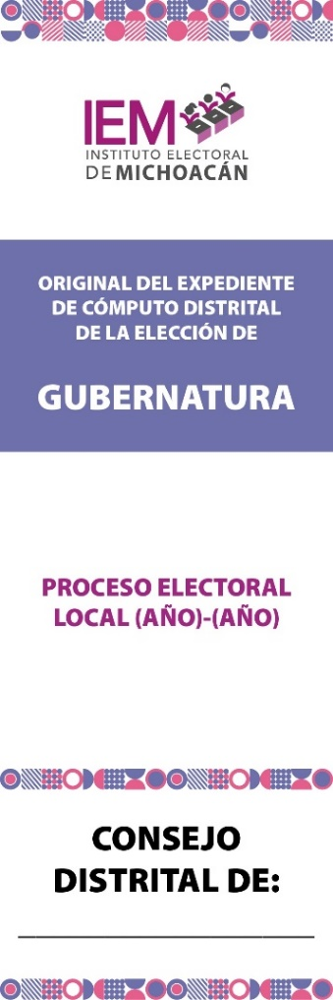 IEM
INSTITUTO ELECTORAL
DE MICHOACÁN
ORIGINAL DEL EXPEDIENTE
DE CÓMPUTO DISTRITAL
DE LA ELECCIÓN DE
GUBERNATURA
PROCESO ELECTORAL
LOCAL (AÑO)-(AÑO)
CONSEJO
DISTRITAL DE: